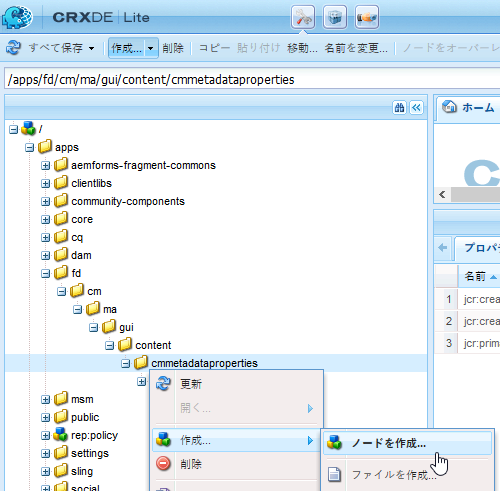 CRXDE | Lite
すべて保存 作成... 削除 コピー 貼り付け 移動... 名前を変更... ノードをオーバーレ
/apps/fd/cm/ma/gui/content/cmmetadataproperties
ホーム
/
apps
aemforms-fragment-commons
clientlibs
community-components
core
cq
dam
fd
cm
ma
gui
content
cmmetadataproperties
msm
public
rep:policy
settings
sling
social
プロパ
名前
1 jcr:crea
2 jcr:crea
3 jcr:prim
更新
開く...
作成...
削除
ノードを作成...
ファイルを作成...